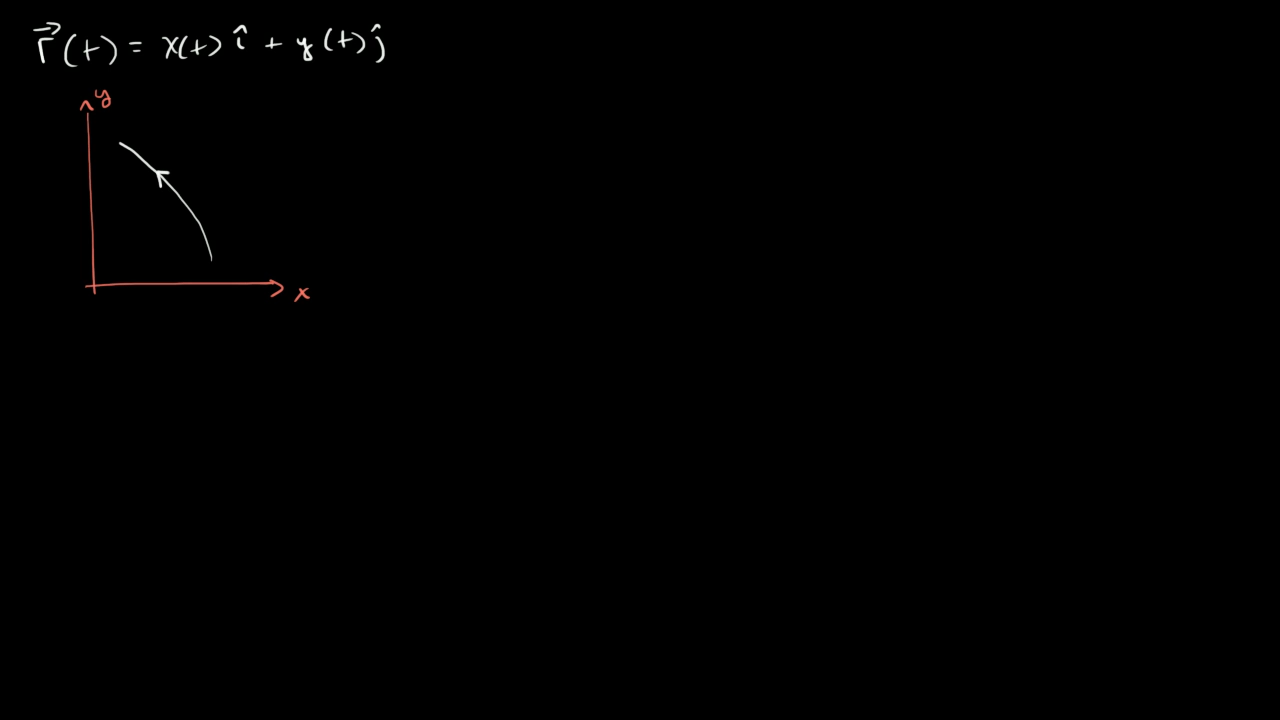 r⃗(t) = x(t) î + y(t) ĵ
y
x